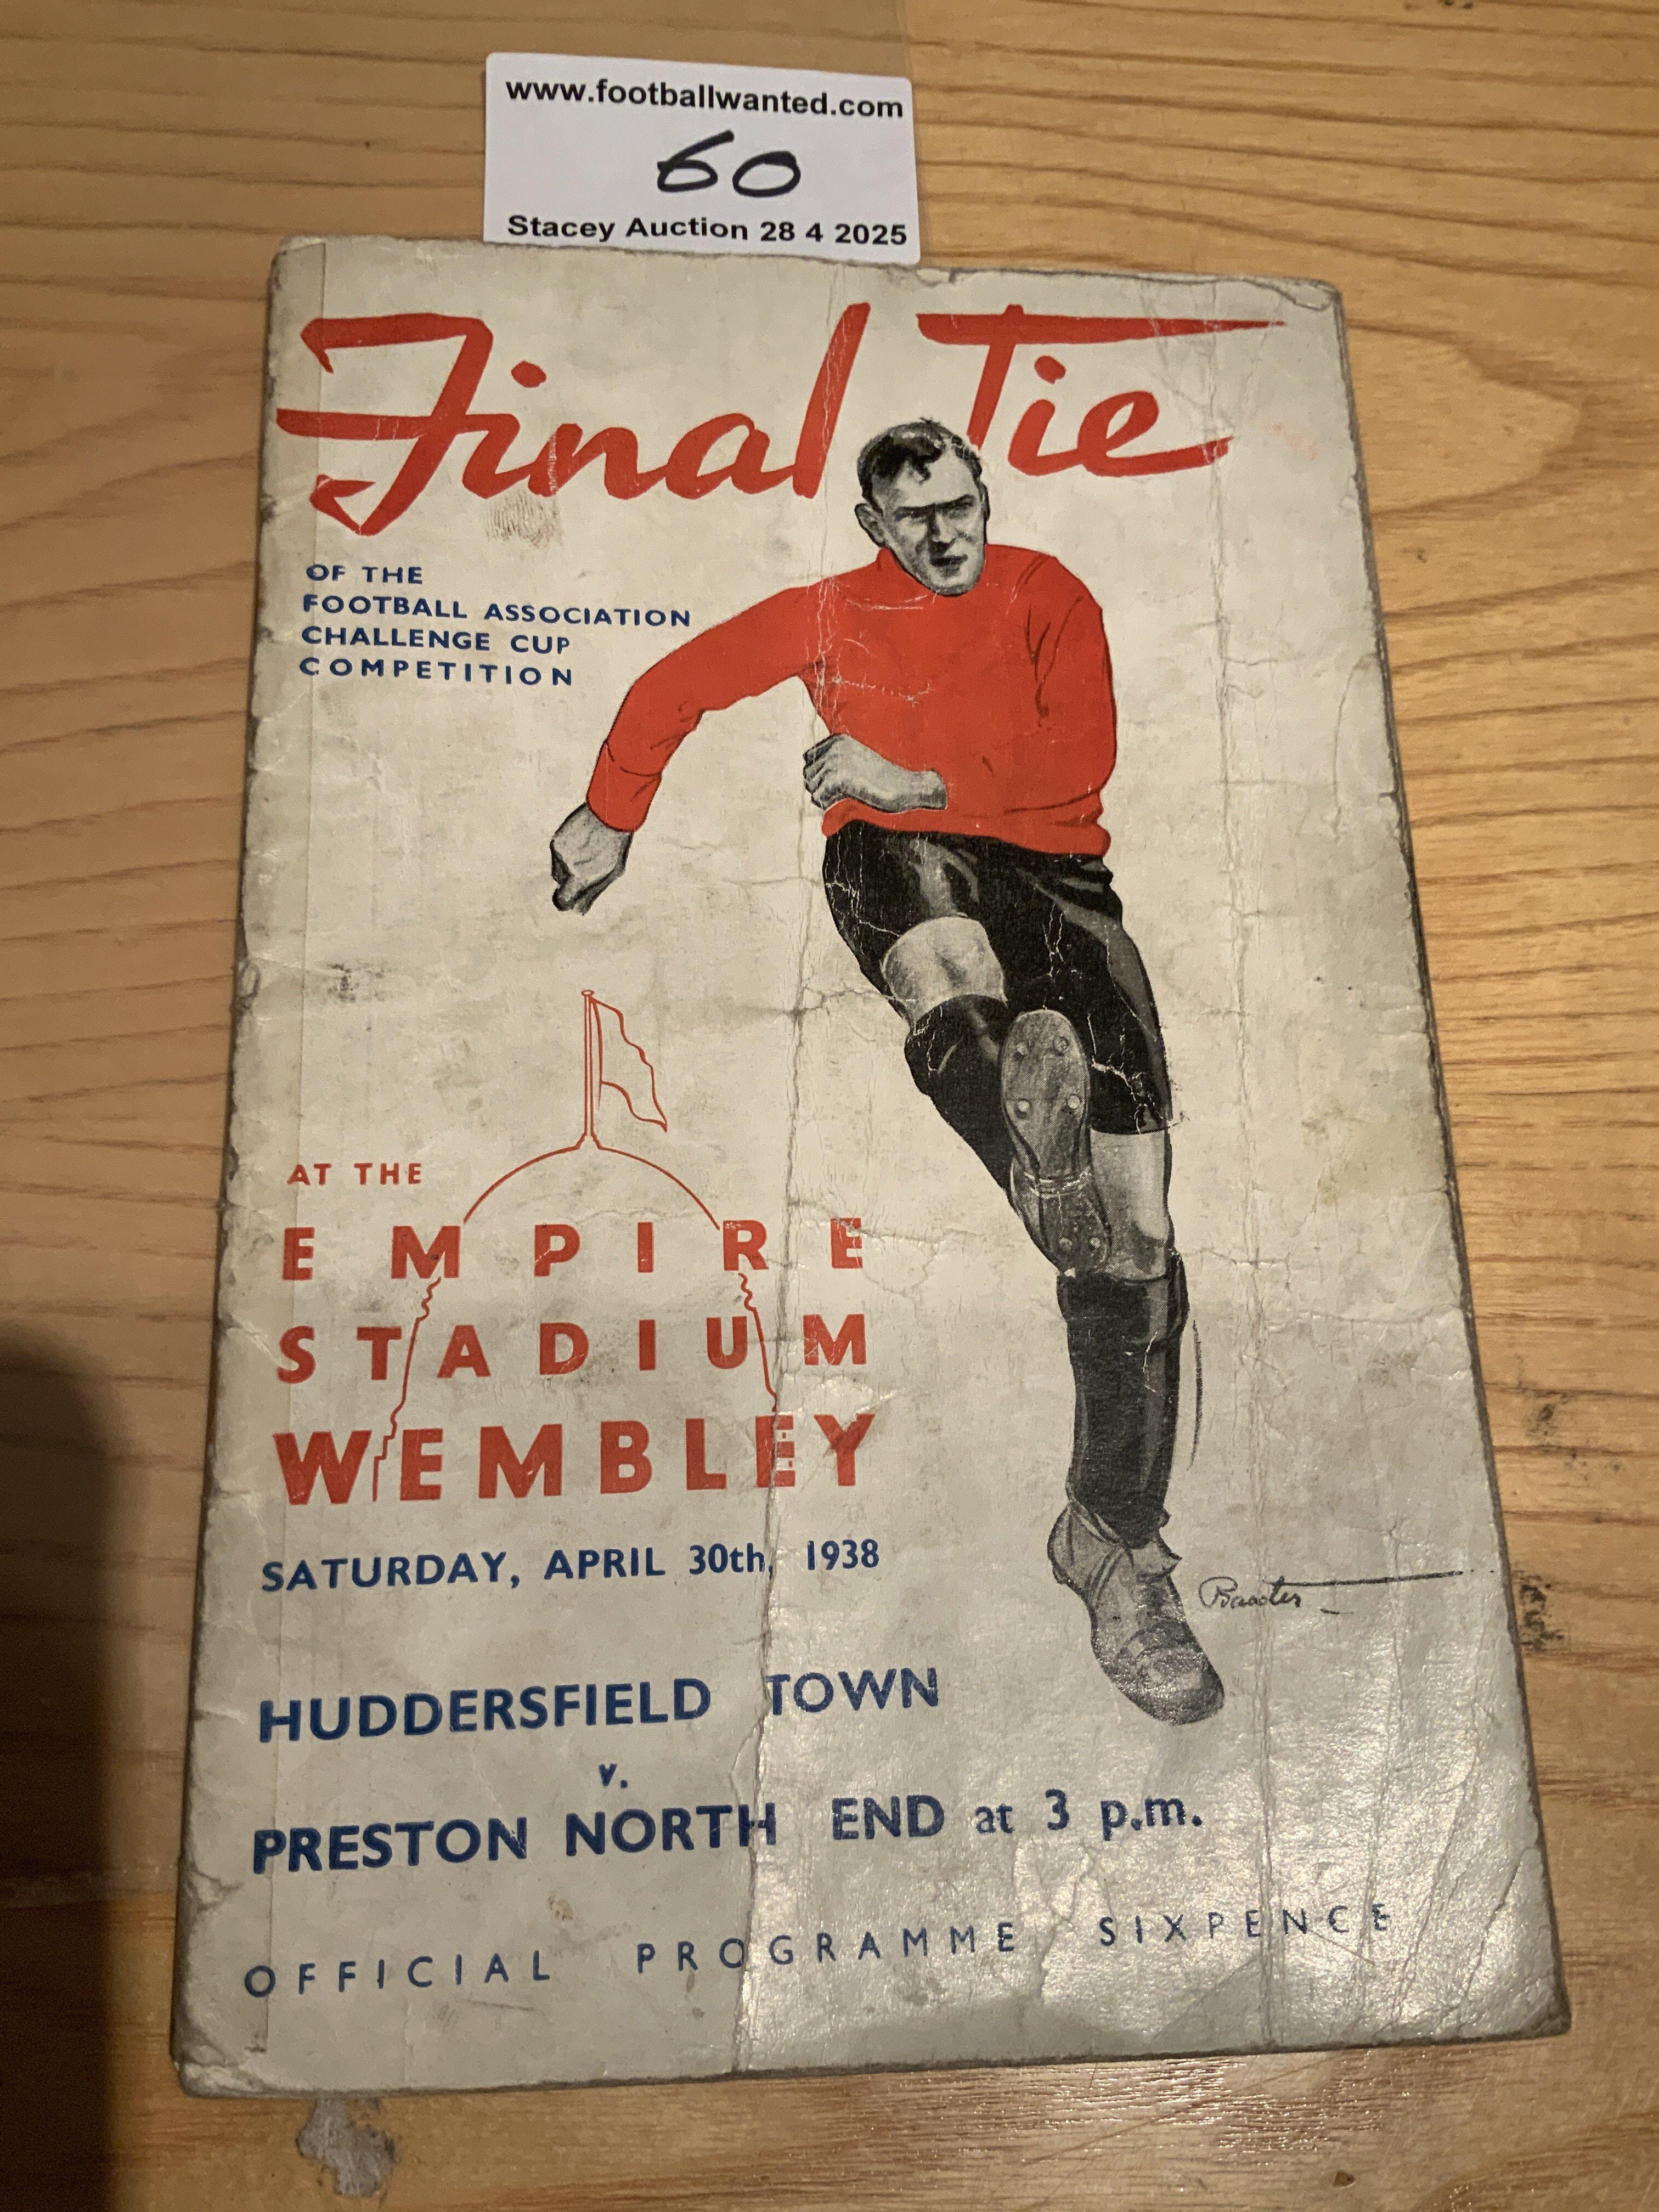 www.footballwanted.com
60
Stacey Auction 28 4 2025
Final Tie
OF THE
FOOTBALL ASSOCIATION
CHALLENGE CUP
COMPETITION
AT THE
EMPIRE
STADIUM
WEMBLEY
SATURDAY, APRIL 30th, 1938
HUDDERSFIELD TOWN
v.
PRESTON NORTH END at 3 p.m.
OFFICIAL PROGRAMME SIXPENCE